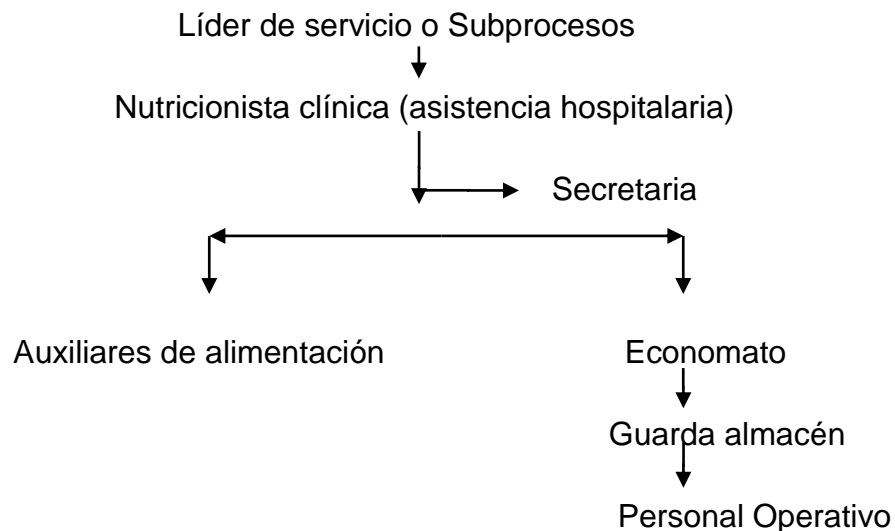 Líder de servicio o Subprocesos
Nutricionista clínica (asistencia hospitalaria)
Secretaria
Auxiliares de alimentación
Economato
Guarda almacén
Personal Operativo